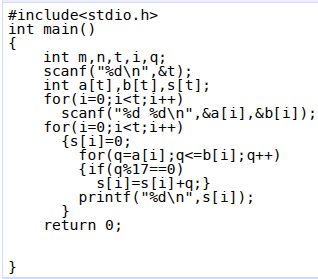 #include<stdio.h>
int main()
{
    int m,n,t,i,q;
    scanf("%d\n",&t);
    int a[t],b[t],s[t];
    for(i=0;i<t;i++)
      scanf("%d %d\n",&a[i],&b[i]);
    for(i=0;i<t;i++)
      {s[i]=0;
        for(q=a[i];q<=b[i];q++)
        {if(q%17==0)
          s[i]=s[i]+q;}
        printf("%d\n",s[i]);
      }
    return 0;
}